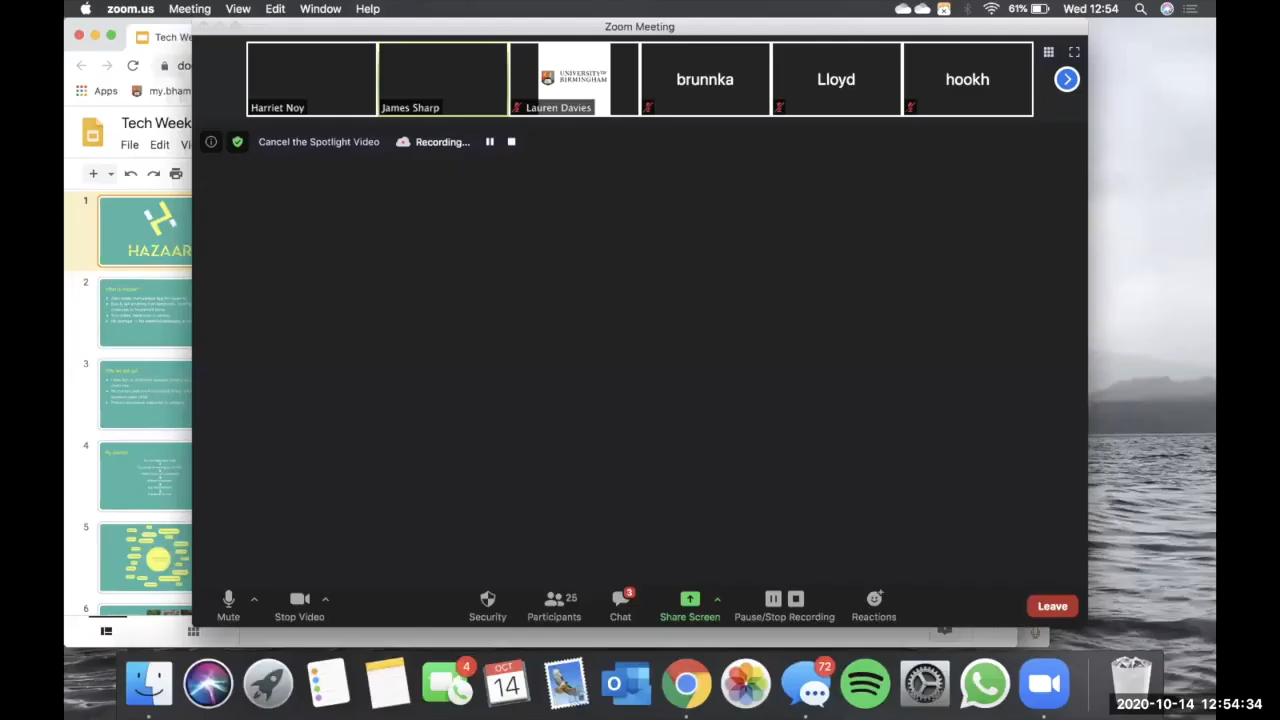 zoom.us Meeting View Edit Window Help
61% Wed 12:54
Zoom Meeting
Tech We
Harriet Noy
James Sharp
UNIVERSITY OF
BIRMINGHAM
Lauren Davies
brunnka
Lloyd
hookh
Apps my.bham
Cancel the Spotlight Video Recording...
Tech Week
File Edit
1
HAZAAR
2
3
4
5
6
Mute
Stop Video
Security
Participants 25
Chat 3
Share Screen
Pause/Stop Recording
Reactions
Leave
4
OCT
14
72
2020-10-14 12:54:34